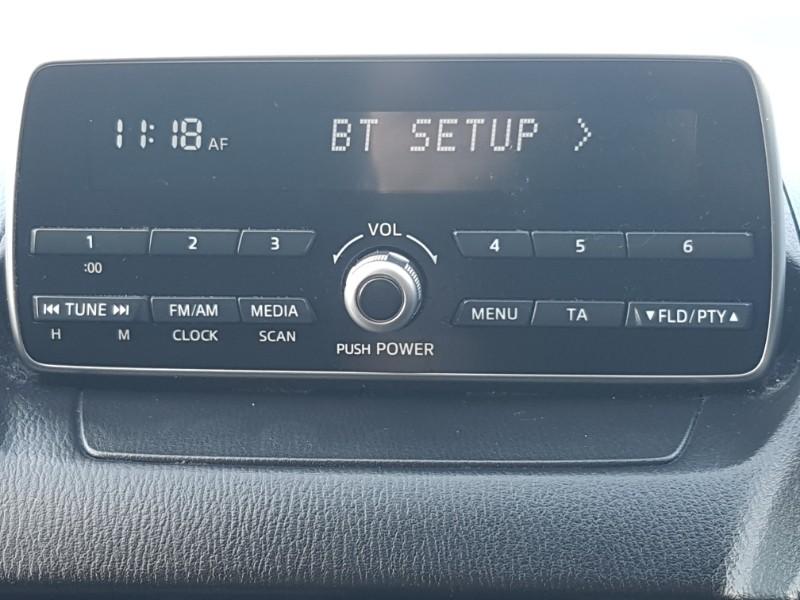 11:18 AF BT SETUP >
VOL
1 2 3 4 5 6
:00
⏮ TUNE ⏭ FM/AM MEDIA MENU TA ▼FLD/PTY▲
H M CLOCK SCAN
PUSH POWER